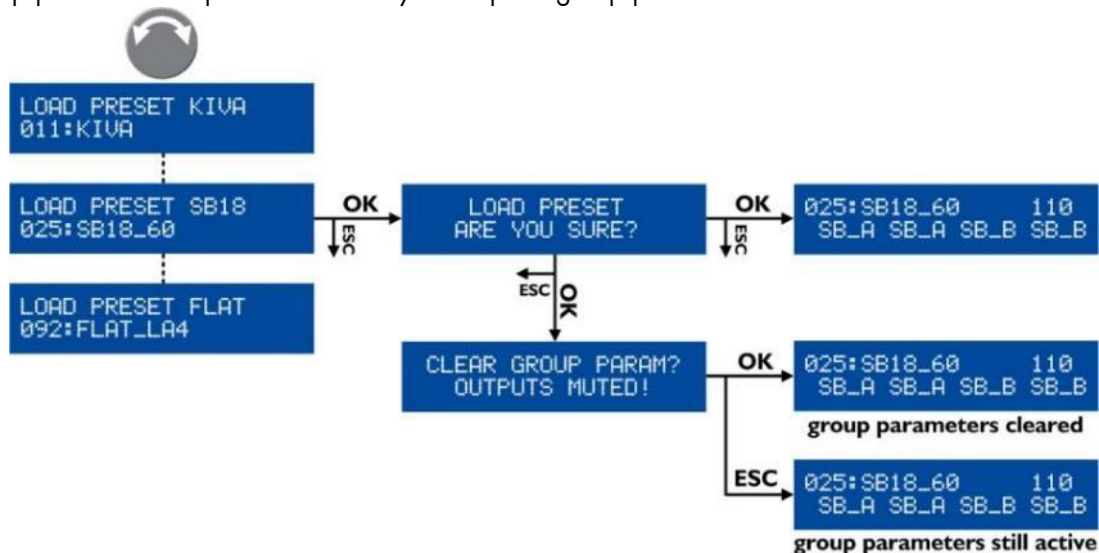 LOAD PRESET KIVA
011:KIVA
LOAD PRESET SB18
025:SB18_60
OK
ESC
LOAD PRESET
ARE YOU SURE?
OK
ESC
025:SB18_60 110
SB_A SB_A SB_B SB_B
ESC
OK
LOAD PRESET FLAT
092:FLAT_LA4
CLEAR GROUP PARAM?
OUTPUTS MUTED!
OK
025:SB18_60 110
SB_A SB_A SB_B SB_B
group parameters cleared
ESC
025:SB18_60 110
SB_A SB_A SB_B SB_B
group parameters still active